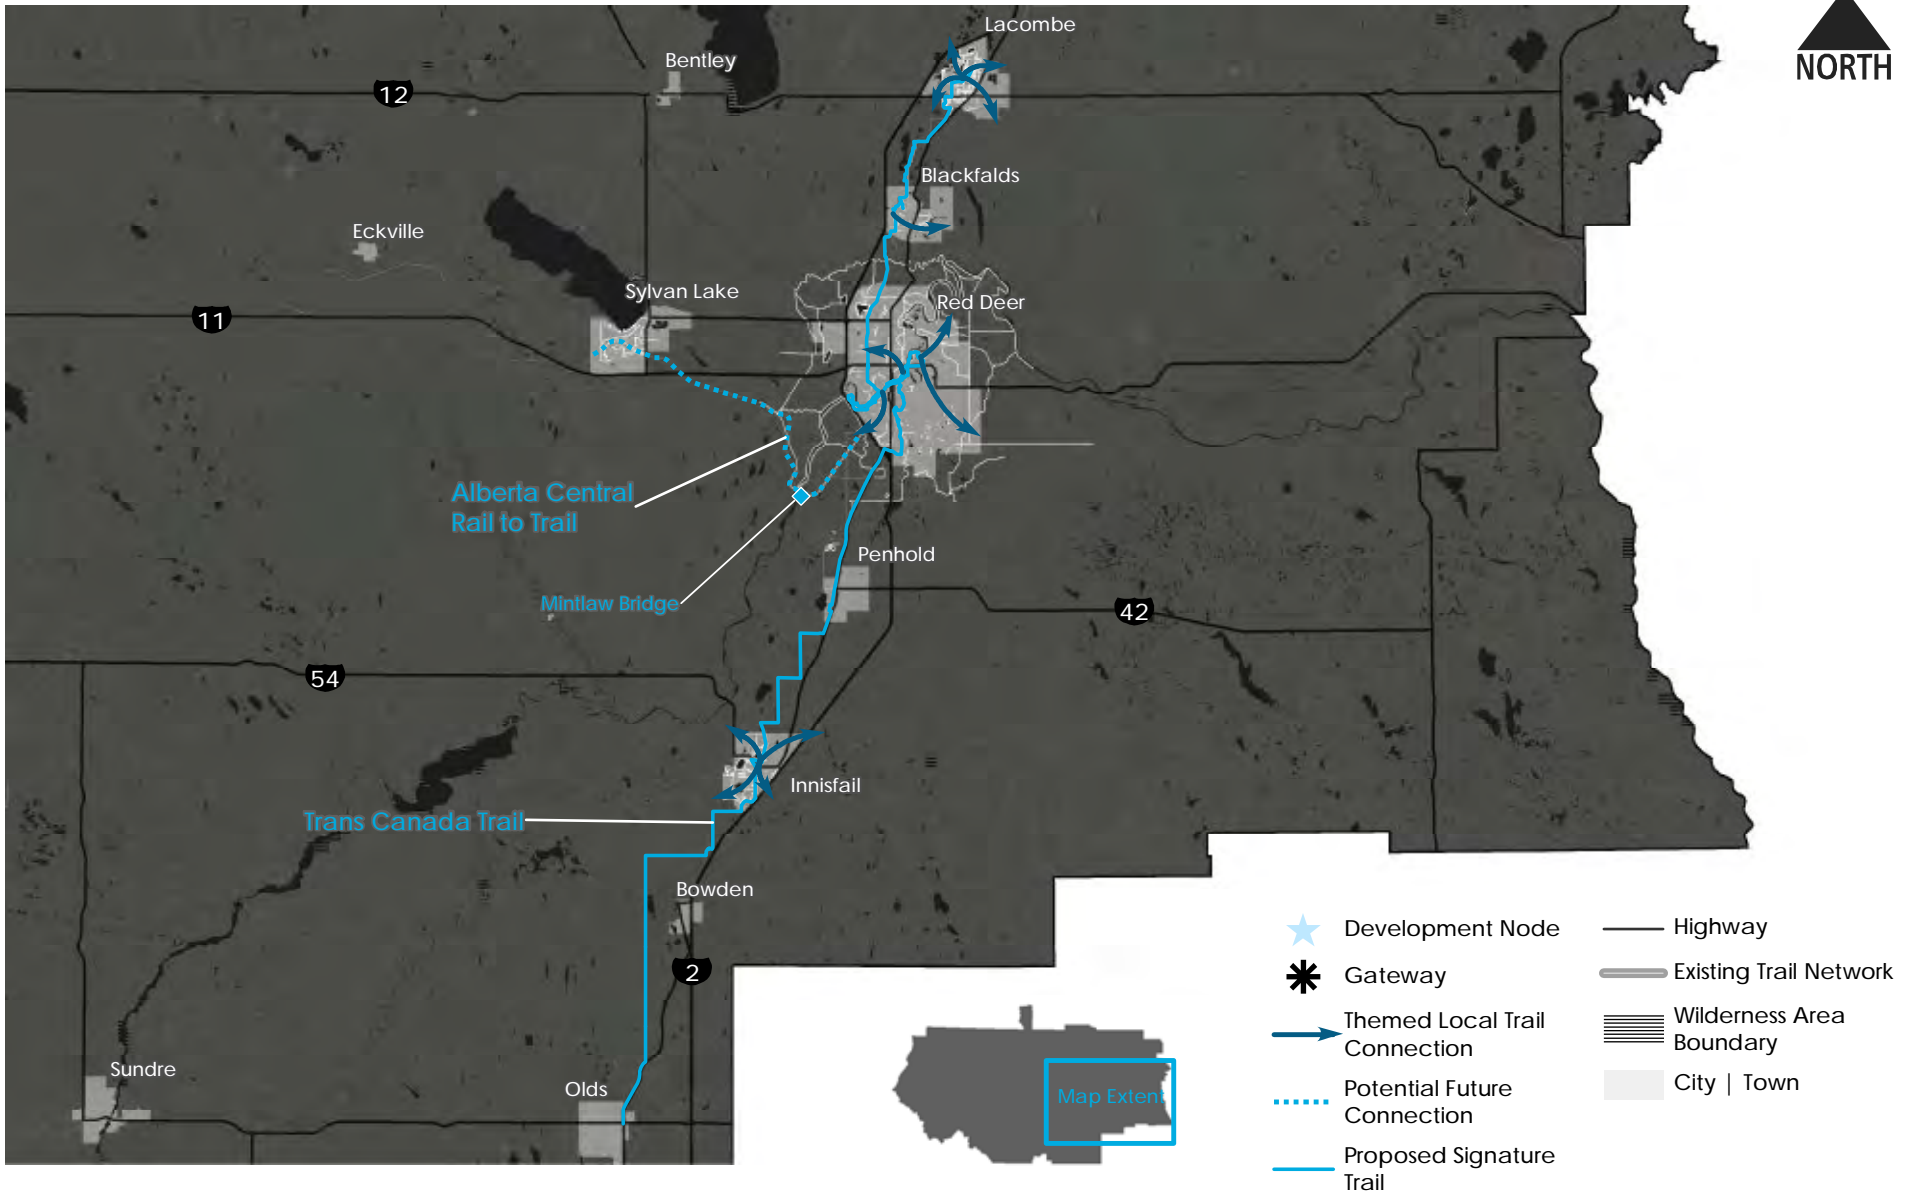 Lacombe
NORTH
Bentley
12
Blackfalds
Eckville
Sylvan Lake
Red Deer
11
Alberta Central
Rail to Trail
Penhold
Mintlaw Bridge
42
54
Innisfail
Trans Canada Trail
Bowden
2
Sundre
Olds
Map Extent
Development Node
Gateway
Themed Local Trail
Connection
Potential Future
Connection
Proposed Signature
Trail
Highway
Existing Trail Network
Wilderness Area
Boundary
City | Town